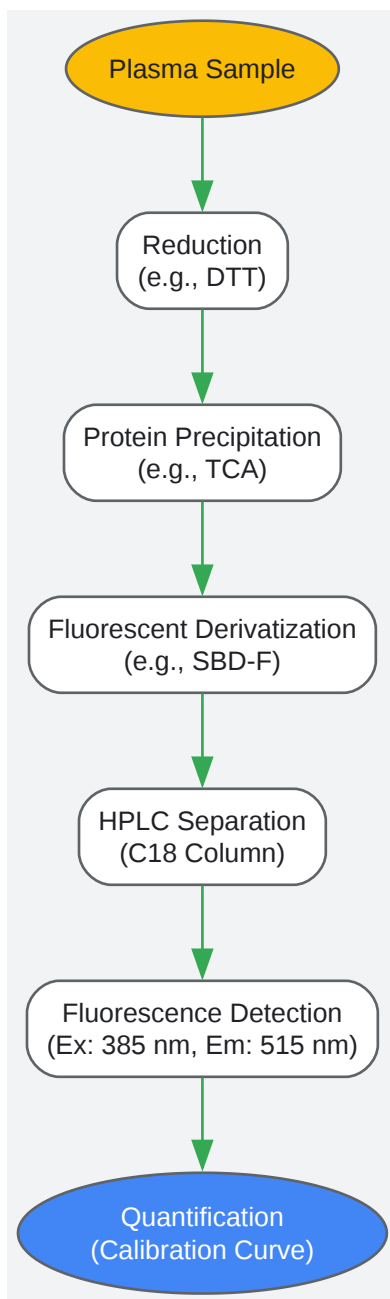 Plasma Sample
Reduction
(e.g., DTT)
Protein Precipitation
(e.g., TCA)
Fluorescent Derivatization
(e.g., SBD-F)
HPLC Separation
(C18 Column)
Fluorescence Detection
(Ex: 385 nm, Em: 515 nm)
Quantification
(Calibration Curve)